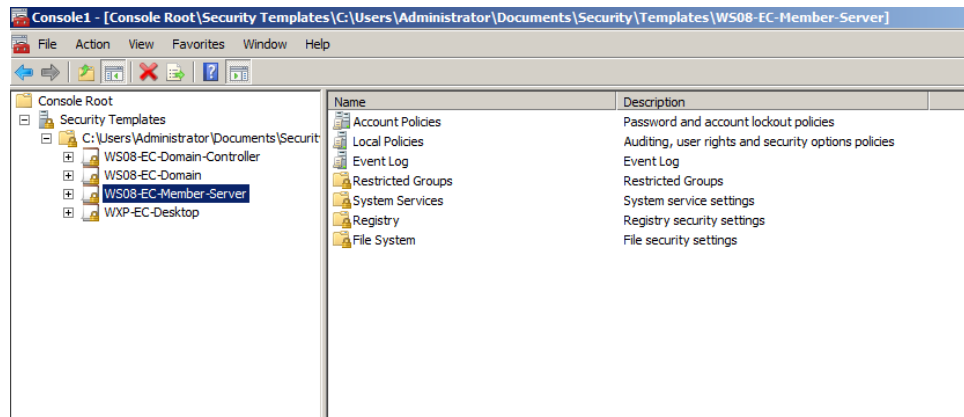 Console1 - [Console Root\Security Templates\C:\Users\Administrator\Documents\Security\Templates\WS08-EC-Member-Server]
File Action View Favorites Window Help
Console Root
Security Templates
C:\Users\Administrator\Documents\Securit
WS08-EC-Domain-Controller
WS08-EC-Domain
WS08-EC-Member-Server
WXP-EC-Desktop
Name Description
Account Policies Password and account lockout policies
Local Policies Auditing, user rights and security options policies
Event Log Event Log
Restricted Groups Restricted Groups
System Services System service settings
Registry Registry security settings
File System File security settings